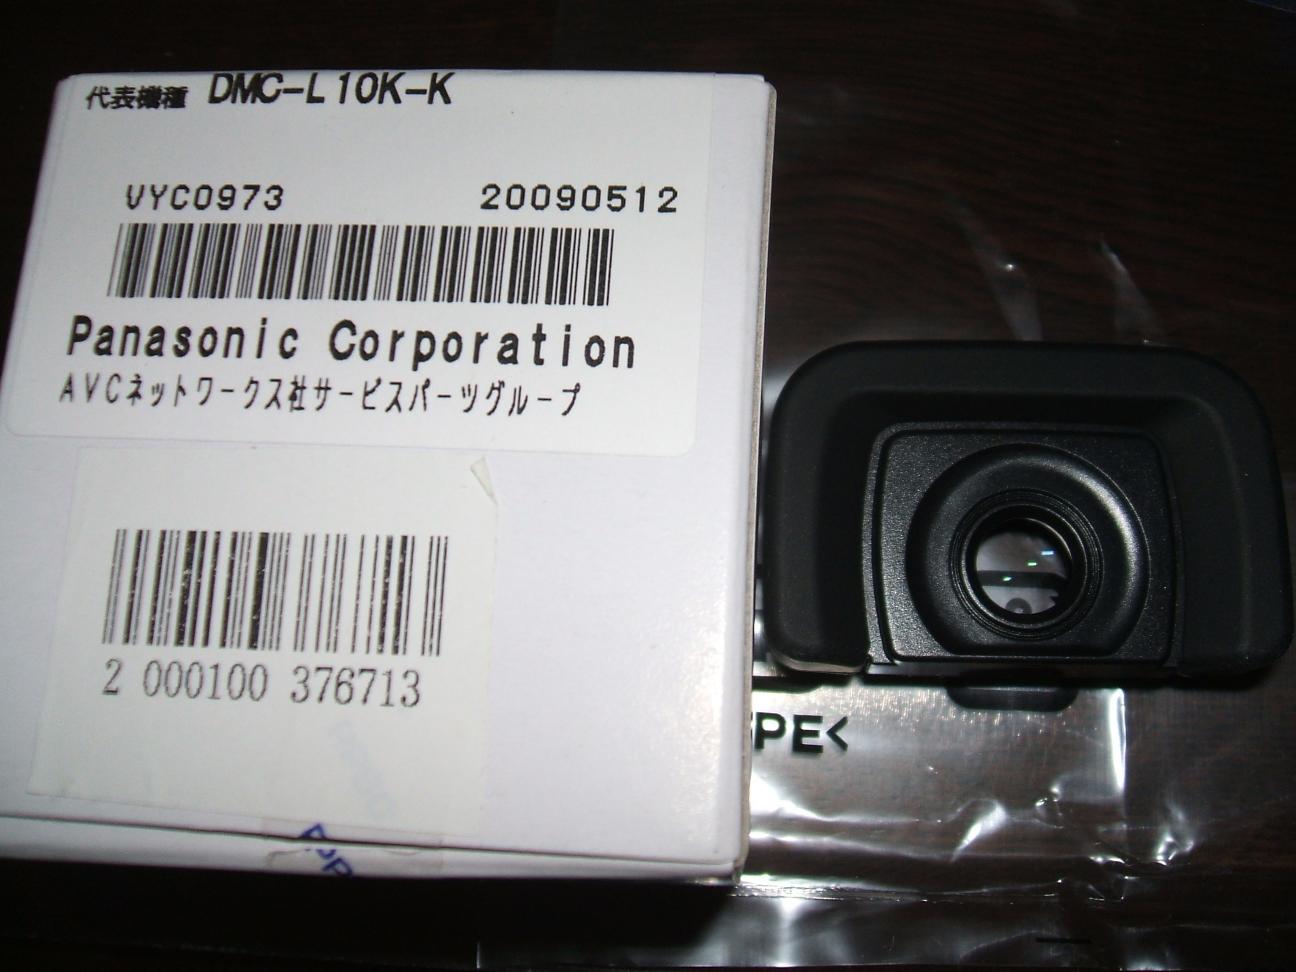 代表機種 DMC-L10K-K
VYC0973 20090512
Panasonic Corporation
AVCネットワークス社サービスパーツグループ
2 000100 376713
PE<